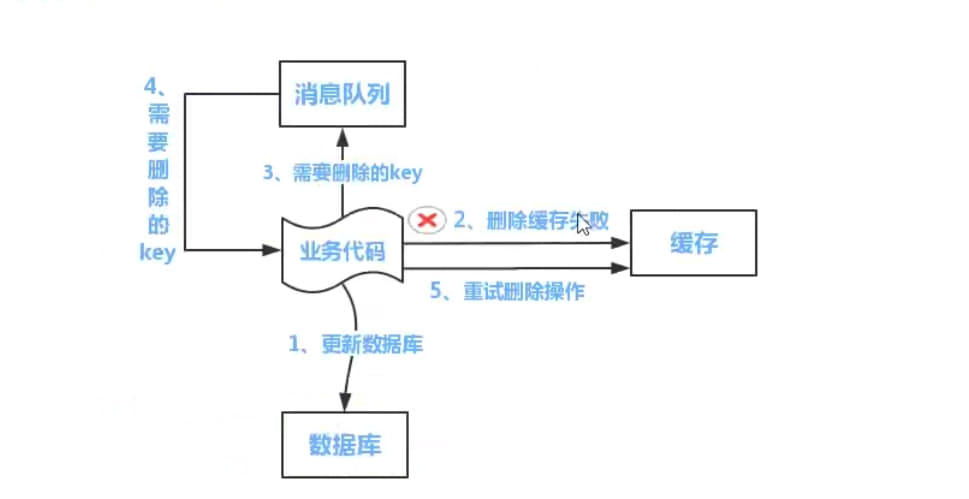 消息队列
4、需要删除的key
3、需要删除的key
2、删除缓存失败
缓存
业务代码
5、重试删除操作
1、更新数据库
数据库